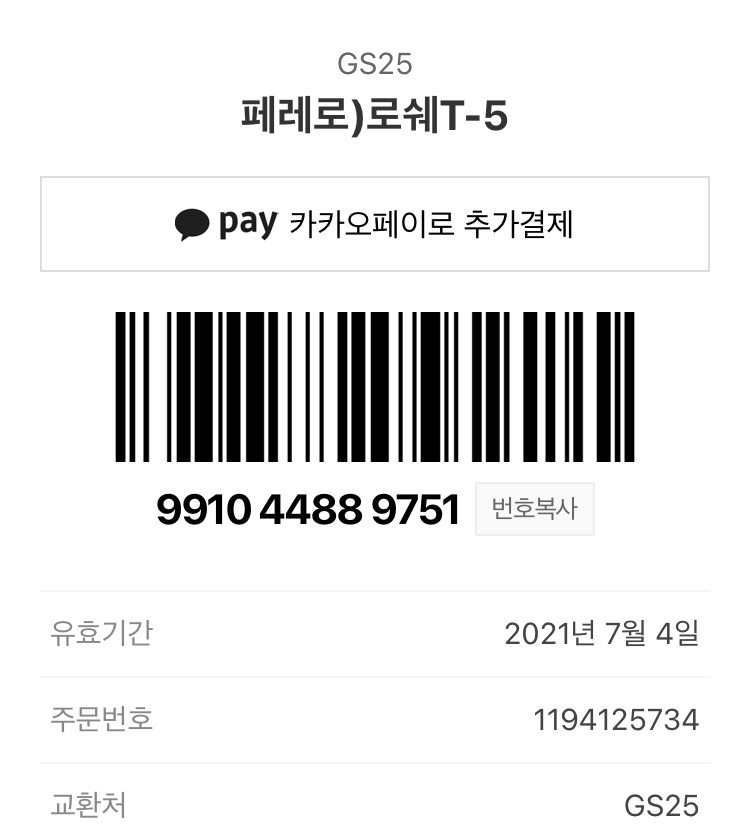 GS25
페레로)로쉐T-5
pay 카카오페이로 추가결제
9910 4488 9751 번호복사
유효기간 2021년 7월 4일
주문번호 1194125734
교환처 GS25